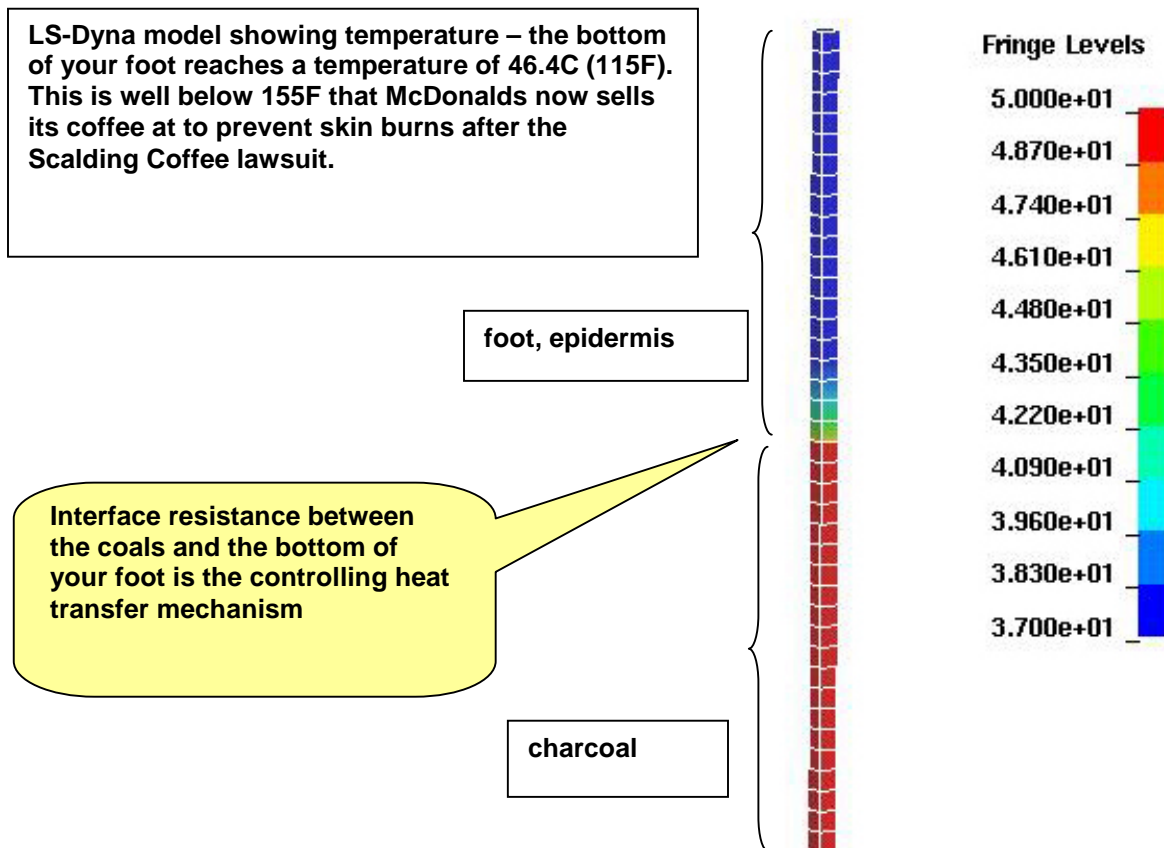 LS-Dyna model showing temperature – the bottom
of your foot reaches a temperature of 46.4C (115F).
This is well below 155F that McDonalds now sells
its coffee at to prevent skin burns after the
Scalding Coffee lawsuit.
foot, epidermis
Interface resistance between
the coals and the bottom of
your foot is the controlling heat
transfer mechanism
charcoal
Fringe Levels
5.000e+01
4.870e+01
4.740e+01
4.610e+01
4.480e+01
4.350e+01
4.220e+01
4.090e+01
3.960e+01
3.830e+01
3.700e+01